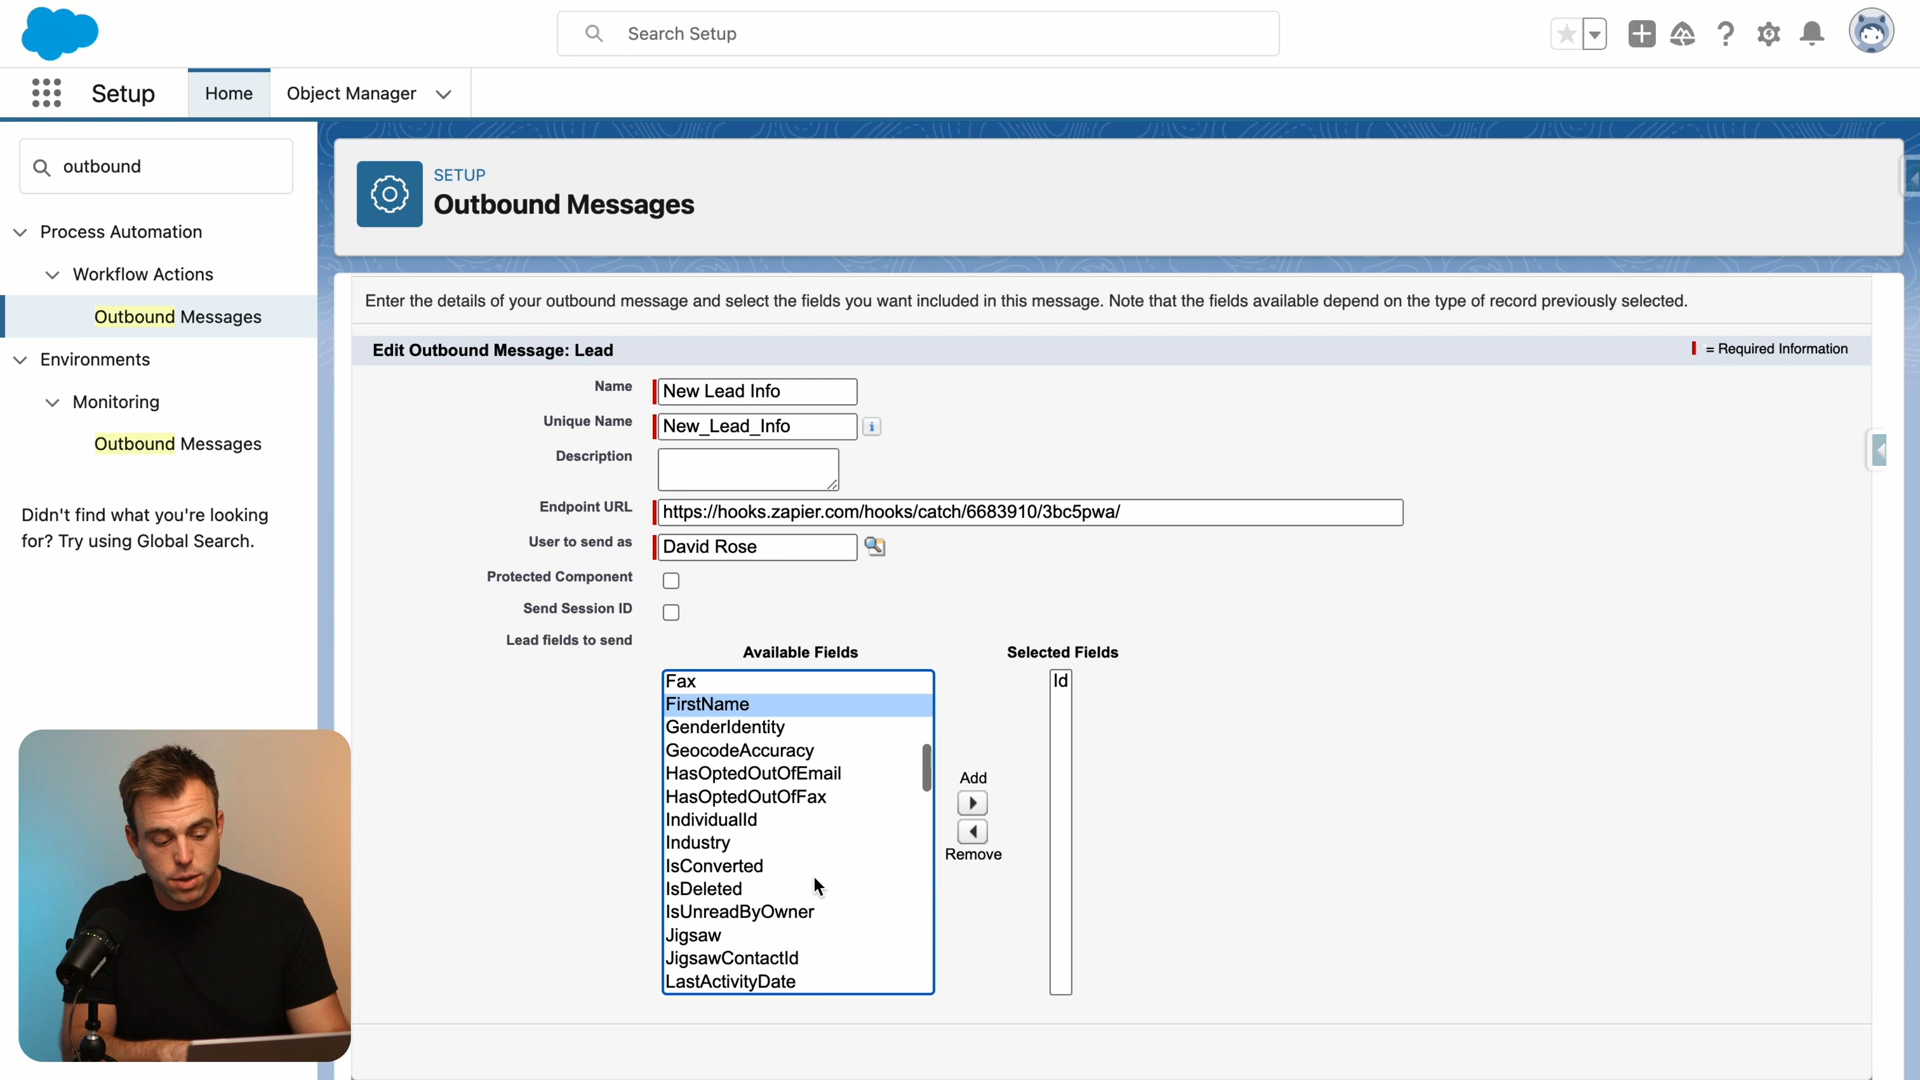 Search Setup
Setup
Home
Object Manager
outbound
Process Automation
Workflow Actions
Outbound Messages
Environments
Monitoring
Outbound Messages
Didn't find what you're looking
for? Try using Global Search.
SETUP
Outbound Messages
Enter the details of your outbound message and select the fields you want included in this message. Note that the fields available depend on the type of record previously selected.
Edit Outbound Message: Lead
= Required Information
Name
New Lead Info
Unique Name
New_Lead_Info
i
Description
Endpoint URL
https://hooks.zapier.com/hooks/catch/6683910/3bc5pwa/
User to send as
David Rose
Protected Component
Send Session ID
Lead fields to send
Available Fields
Fax
FirstName
GenderIdentity
GeocodeAccuracy
HasOptedOutOfEmail
HasOptedOutOfFax
IndividualId
Industry
IsConverted
IsDeleted
IsUnreadByOwner
Jigsaw
JigsawContactId
LastActivityDate
Add
Remove
Selected Fields
Id